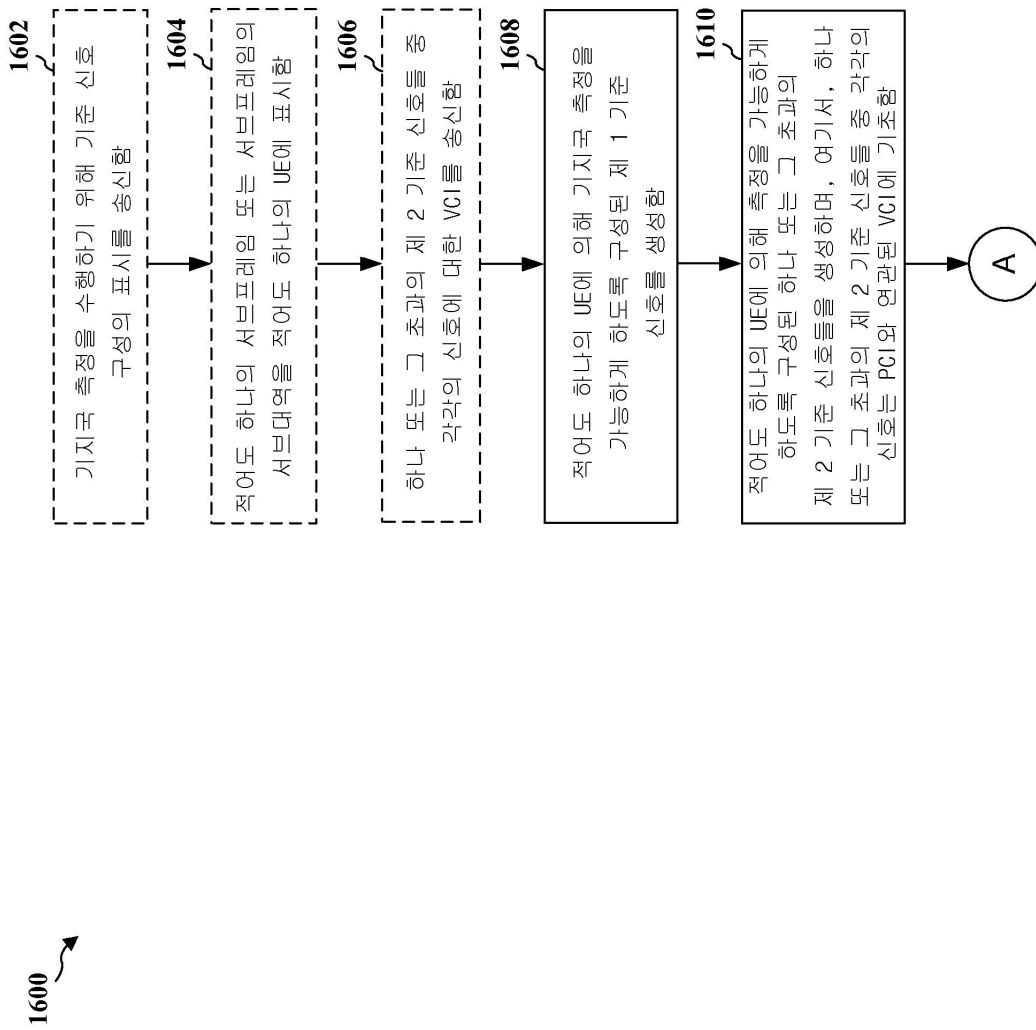 1600
1602
기지국 측정을 수행하기 위해 기준 신호
구성의 표시를 송신함
1604
적어도 하나의 서브프레임 또는 서브프레임의
서브대역을 적어도 하나의 UE에 표시함
1606
하나 또는 그 초과의 제 2 기준 신호들 중
각각의 신호에 대한 VCI를 송신함
1608
적어도 하나의 UE에 의해 기지국 측정을
가능하게 하도록 구성된 제 1 기준
신호를 생성함
1610
적어도 하나의 UE에 의해 측정을 가능하게
하도록 구성된 하나 또는 그 초과의
제 2 기준 신호들을 생성하며, 여기서, 하나
또는 그 초과의 제 2 기준 신호들 중 각각의
신호는 PCI와 연관된 VCI에 기초함
A